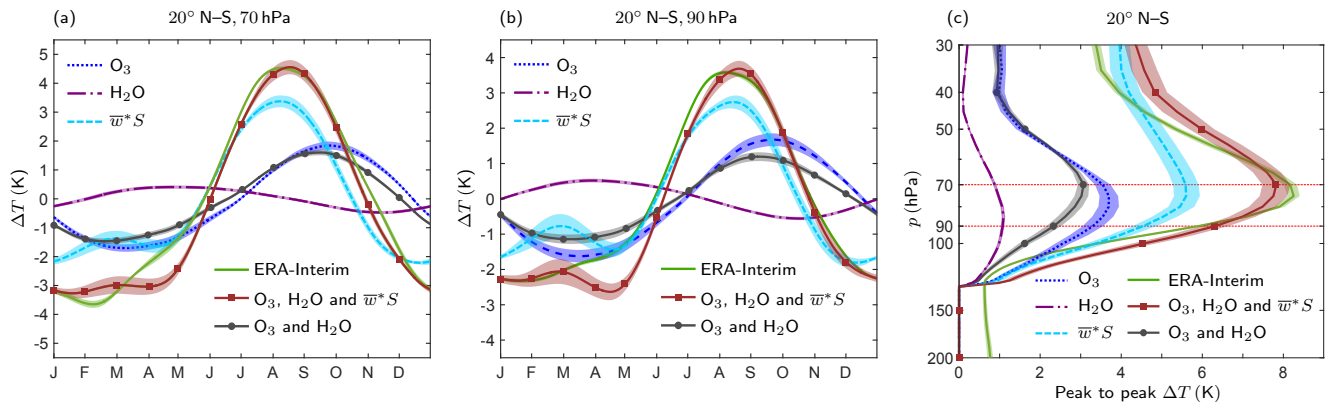 (a)
20° N–S, 70 hPa
5
4
3
2
1
0
-1
-2
-3
-4
-5
ΔT (K)
J F M A M J J A S O N D
O₃
H₂O
w̅*S
ERA-Interim
O₃, H₂O and w̅*S
O₃ and H₂O
(b)
20° N–S, 90 hPa
4
3
2
1
0
-1
-2
-3
-4
ΔT (K)
J F M A M J J A S O N D
O₃
H₂O
w̅*S
ERA-Interim
O₃, H₂O and w̅*S
O₃ and H₂O
(c)
20° N–S
30
40
50
70
90
100
150
200
p (hPa)
0 2 4 6 8
Peak to peak ΔT (K)
O₃
H₂O
w̅*S
ERA-Interim
O₃, H₂O and w̅*S
O₃ and H₂O